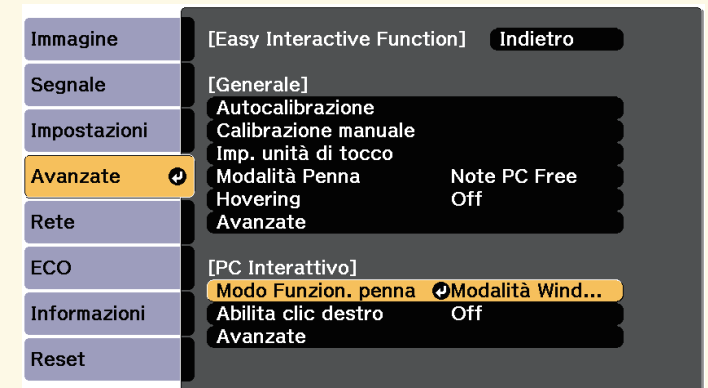 Immagine
Segnale
Impostazioni
Avanzate
Rete
ECO
Informazioni
Reset
[Easy Interactive Function] Indietro
[Generale]
Autocalibrazione
Calibrazione manuale
Imp. unità di tocco
Modalità Penna Note PC Free
Hovering Off
Avanzate
[PC Interattivo]
Modo Funzion. penna Modalità Wind...
Abilita clic destro Off
Avanzate